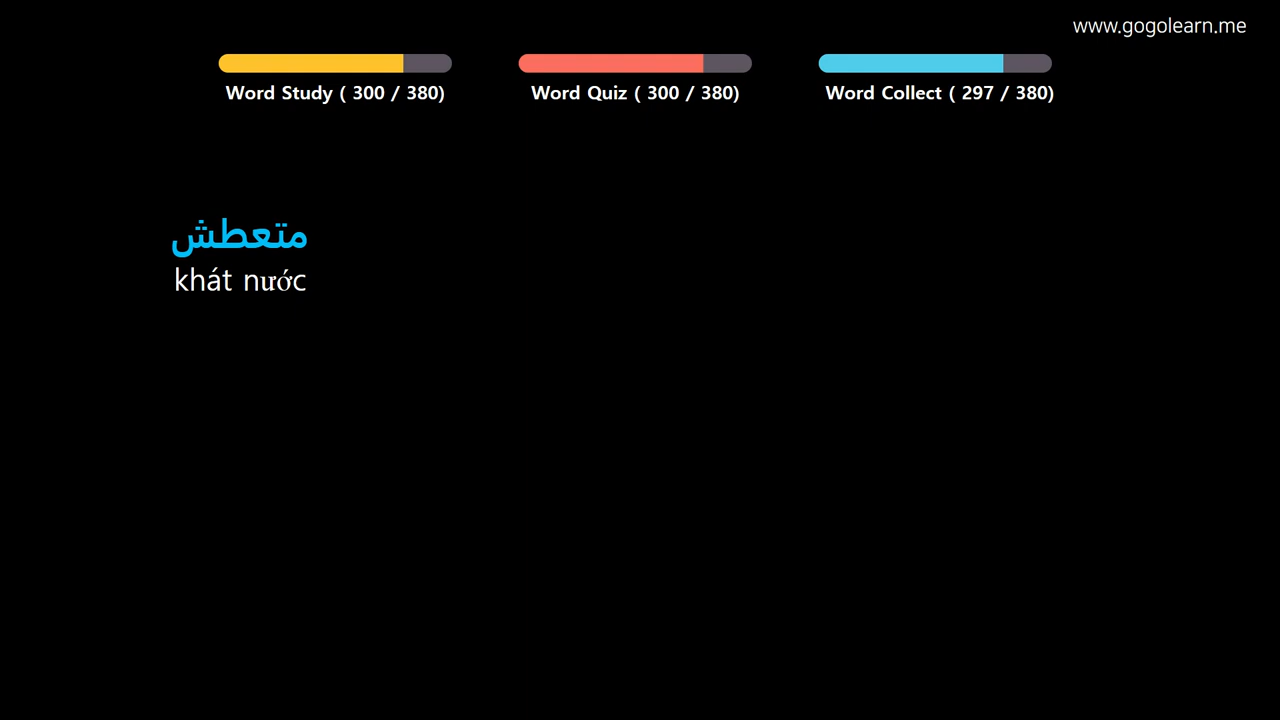 www.gogolearn.me
Word Study ( 300 / 380)
Word Quiz ( 300 / 380)
Word Collect ( 297 / 380)
متعطش
khát nước